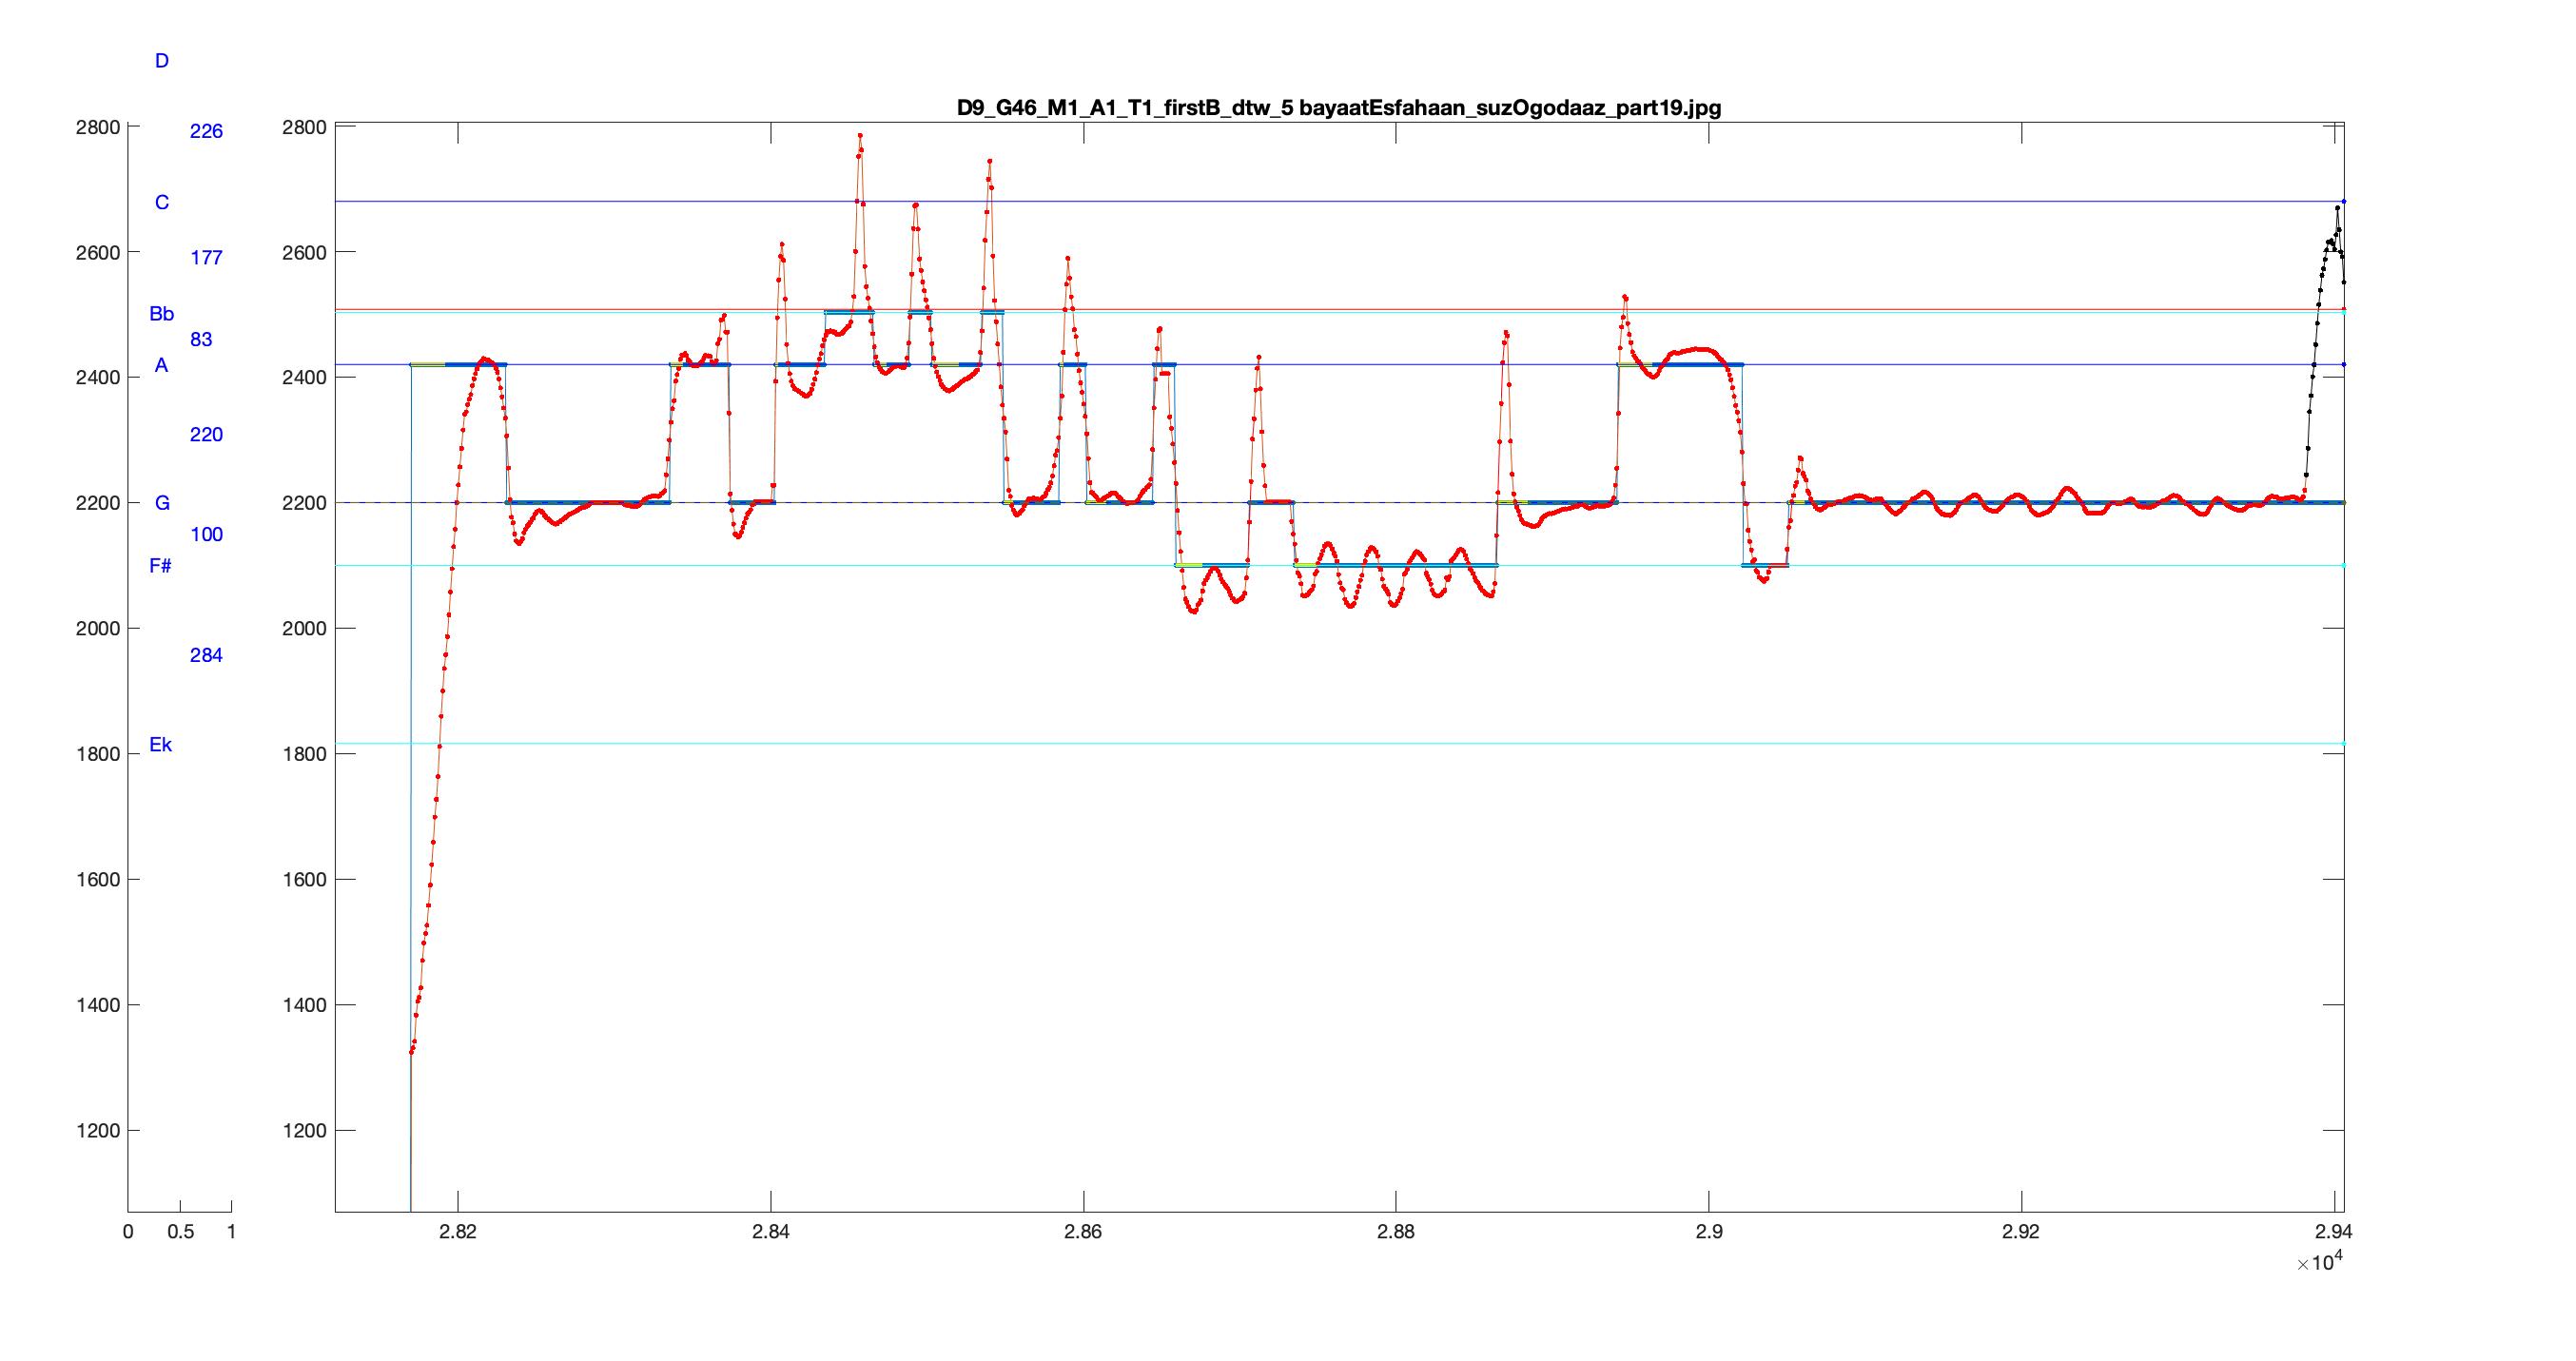 D9_G46_M1_A1_T1_firstB_dtw_5 bayaatEsfahaan_suzOgodaaz_part19.jpg
D
2800 226 2800
C
2600 177 2600
Bb
83
A
2400 2400
220
2200 G 2200
100
F#
2000 2000
284
Ek
1800 1800
1600 1600
1400 1400
1200 1200
0 0.5 1 2.82 2.84 2.86 2.88 2.9 2.92 2.94
×10⁴